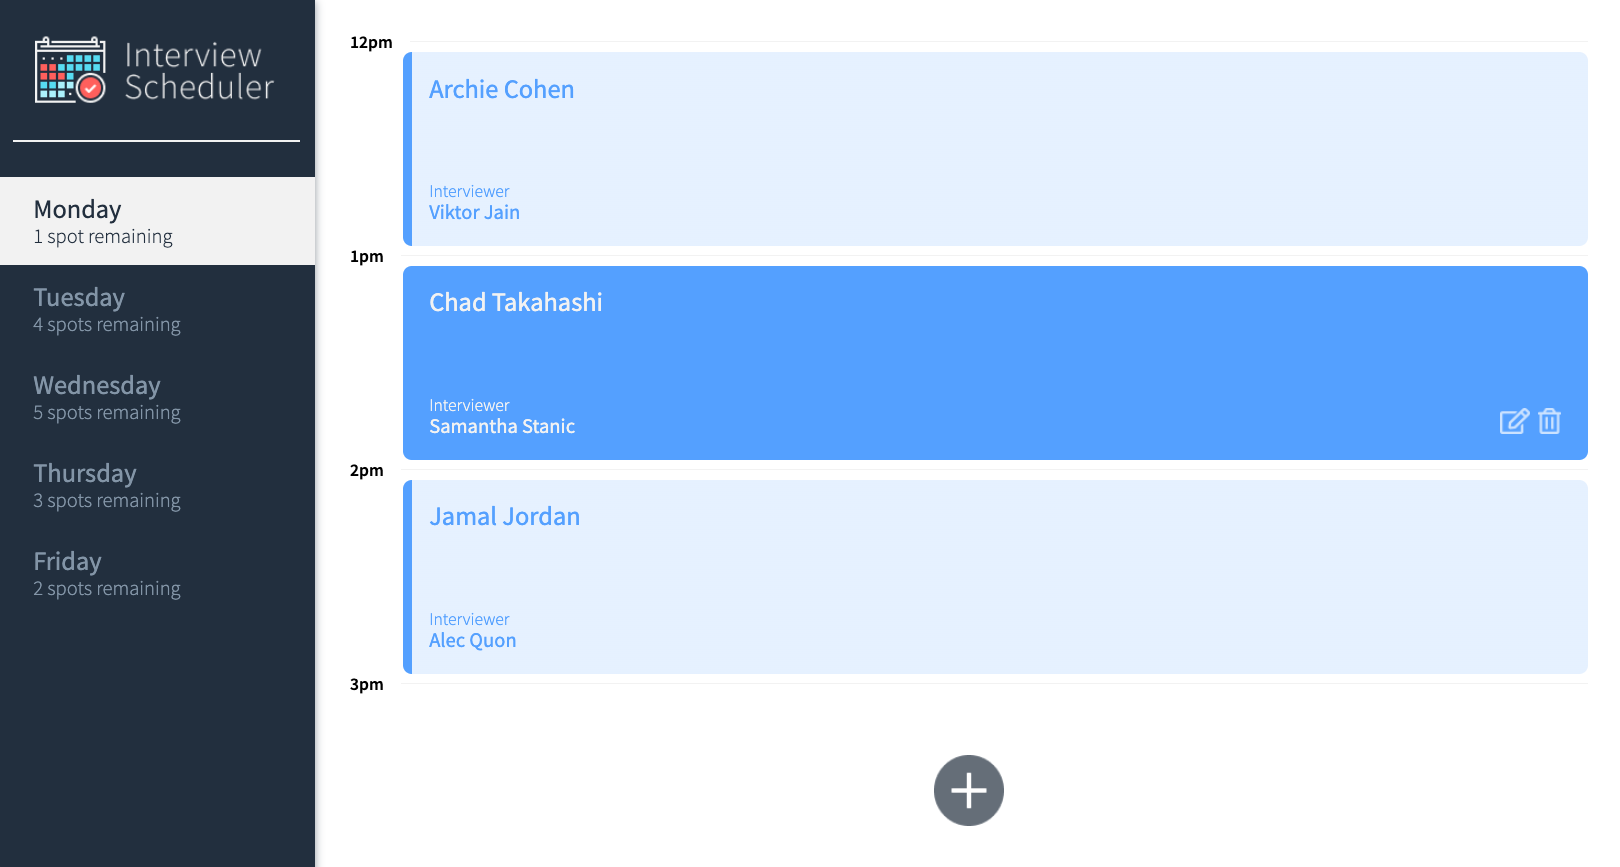 Interview
Scheduler
Monday
1 spot remaining
Tuesday
4 spots remaining
Wednesday
5 spots remaining
Thursday
3 spots remaining
Friday
2 spots remaining
12pm
Archie Cohen
Interviewer
Viktor Jain
1pm
Chad Takahashi
Interviewer
Samantha Stanic
2pm
Jamal Jordan
Interviewer
Alec Quon
3pm